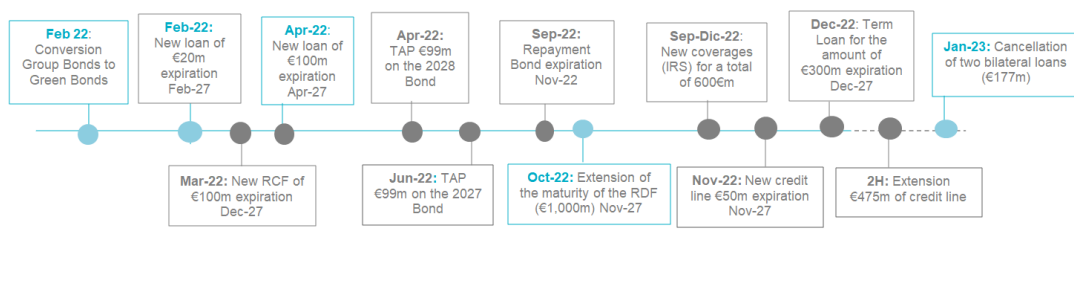 Feb 22:
Conversion
Group Bonds to
Green Bonds
Feb-22:
New loan of
€20m
expiration
Feb-27
Apr-22:
New loan of
€100m
expiration
Apr-27
Apr-22:
TAP €99m
on the 2028
Bond
Sep-22:
Repayment
Bond expiration
Nov-22
Sep-Dic-22:
New coverages
(IRS) for a total
of 600€m
Dec-22: Term
Loan for the
amount of
€300m expiration
Dec-27
Jan-23: Cancellation
of two bilateral loans
(€177m)
Mar-22: New RCF of
€100m expiration
Dec-27
Jun-22: TAP
€99m on the 2027
Bond
Oct-22: Extension of
the maturity of the RDF
(€1,000m) Nov-27
Nov-22: New credit
line €50m expiration
Nov-27
2H: Extension
€475m of credit line